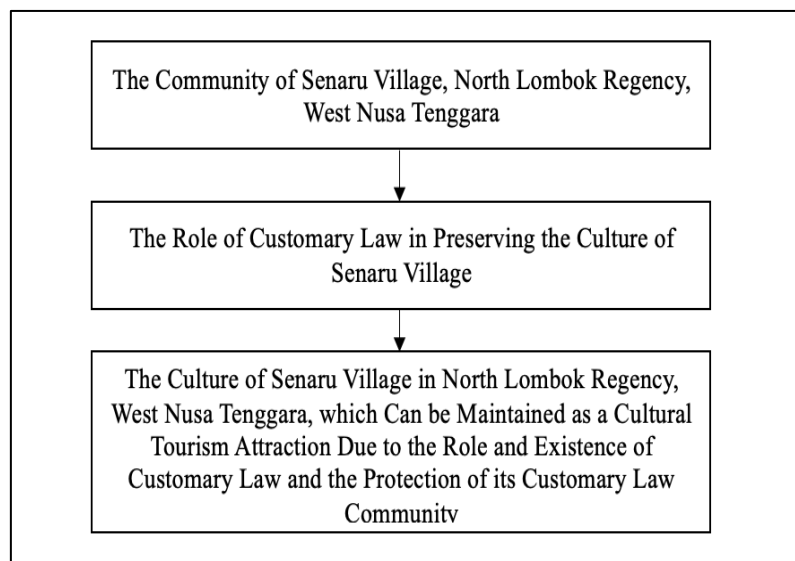 The Community of Senaru Village, North Lombok Regency,
West Nusa Tenggara
The Role of Customary Law in Preserving the Culture of
Senaru Village
The Culture of Senaru Village in North Lombok Regency,
West Nusa Tenggara, which Can be Maintained as a Cultural
Tourism Attraction Due to the Role and Existence of
Customary Law and the Protection of its Customary Law
Community